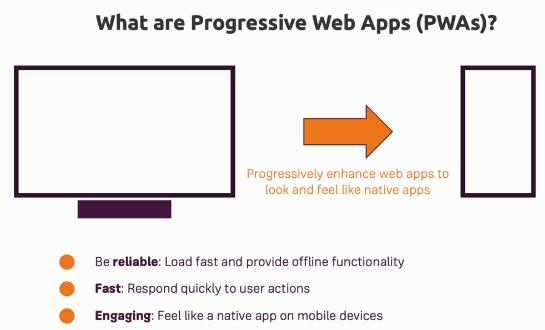 What are Progressive Web Apps (PWAs)?
Progressively enhance web apps to
look and feel like native apps
Be reliable: Load fast and provide offline functionality
Fast: Respond quickly to user actions
Engaging: Feel like a native app on mobile devices